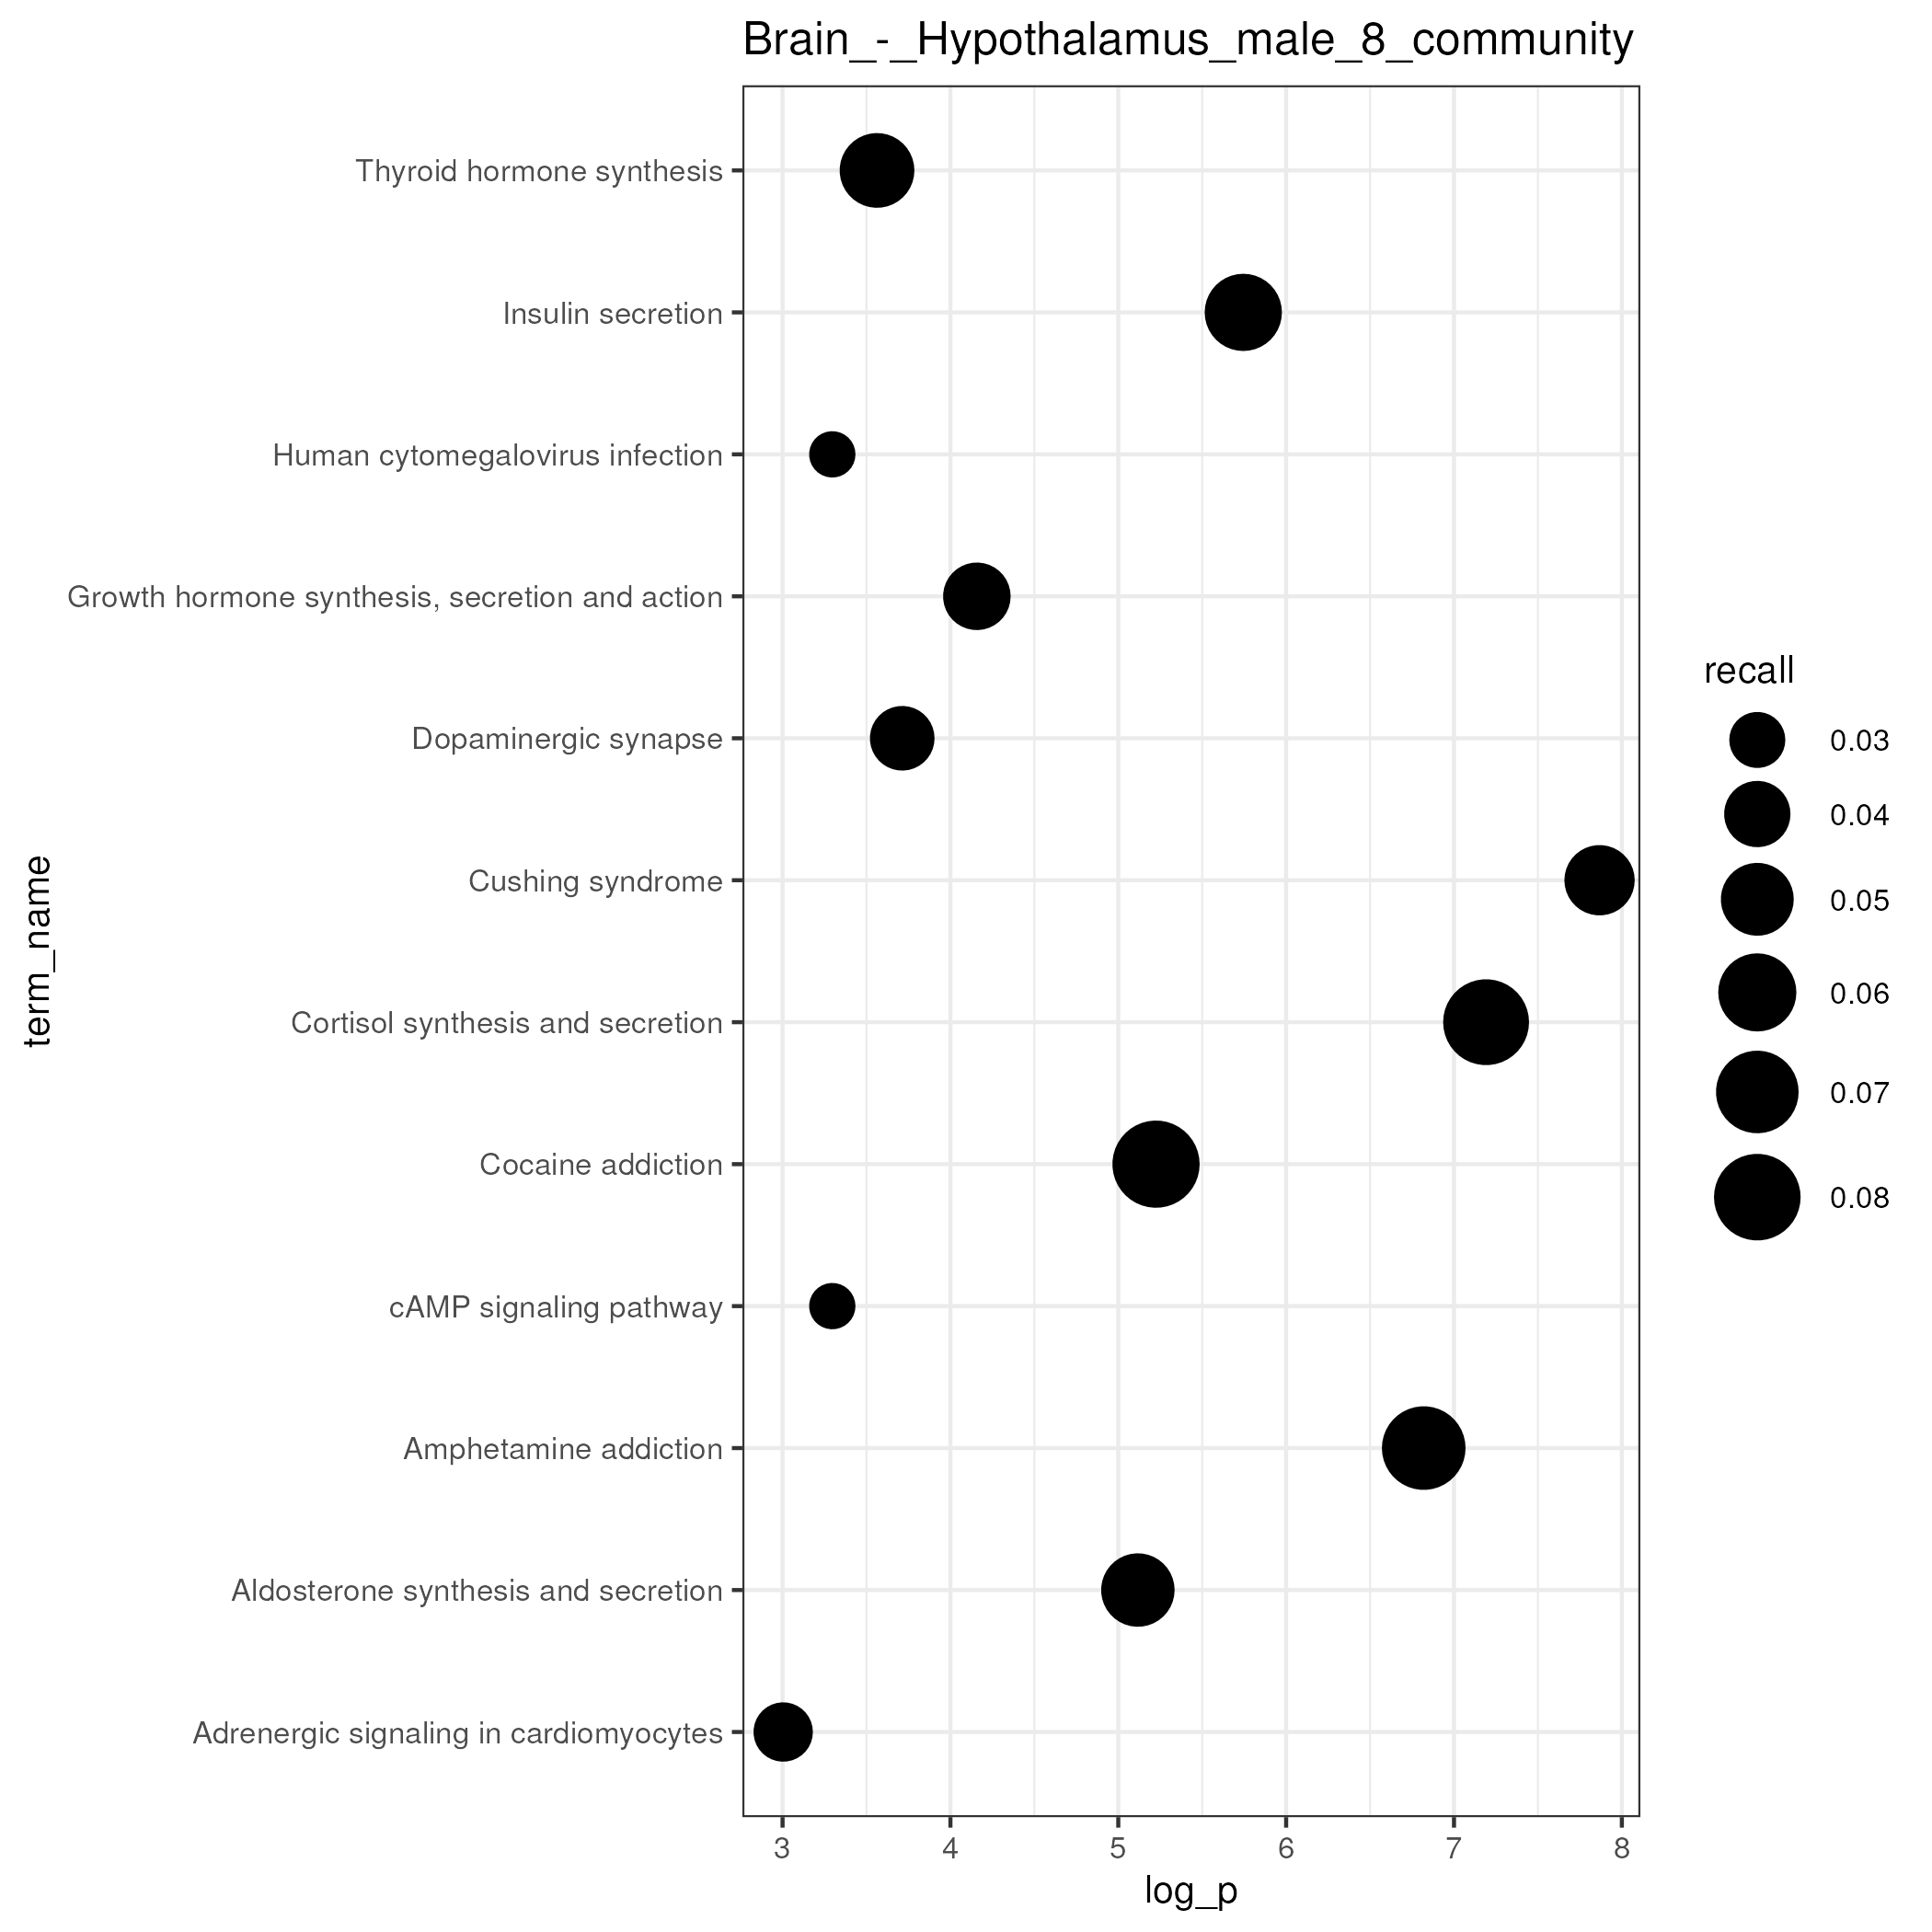 Brain_-_Hypothalamus_male_8_community
Thyroid hormone synthesis
Insulin secretion
Human cytomegalovirus infection
Growth hormone synthesis, secretion and action
Dopaminergic synapse
Cushing syndrome
Cortisol synthesis and secretion
Cocaine addiction
cAMP signaling pathway
Amphetamine addiction
Aldosterone synthesis and secretion
Adrenergic signaling in cardiomyocytes
term_name
3 4 5 6 7 8
log_p
recall
0.03
0.04
0.05
0.06
0.07
0.08